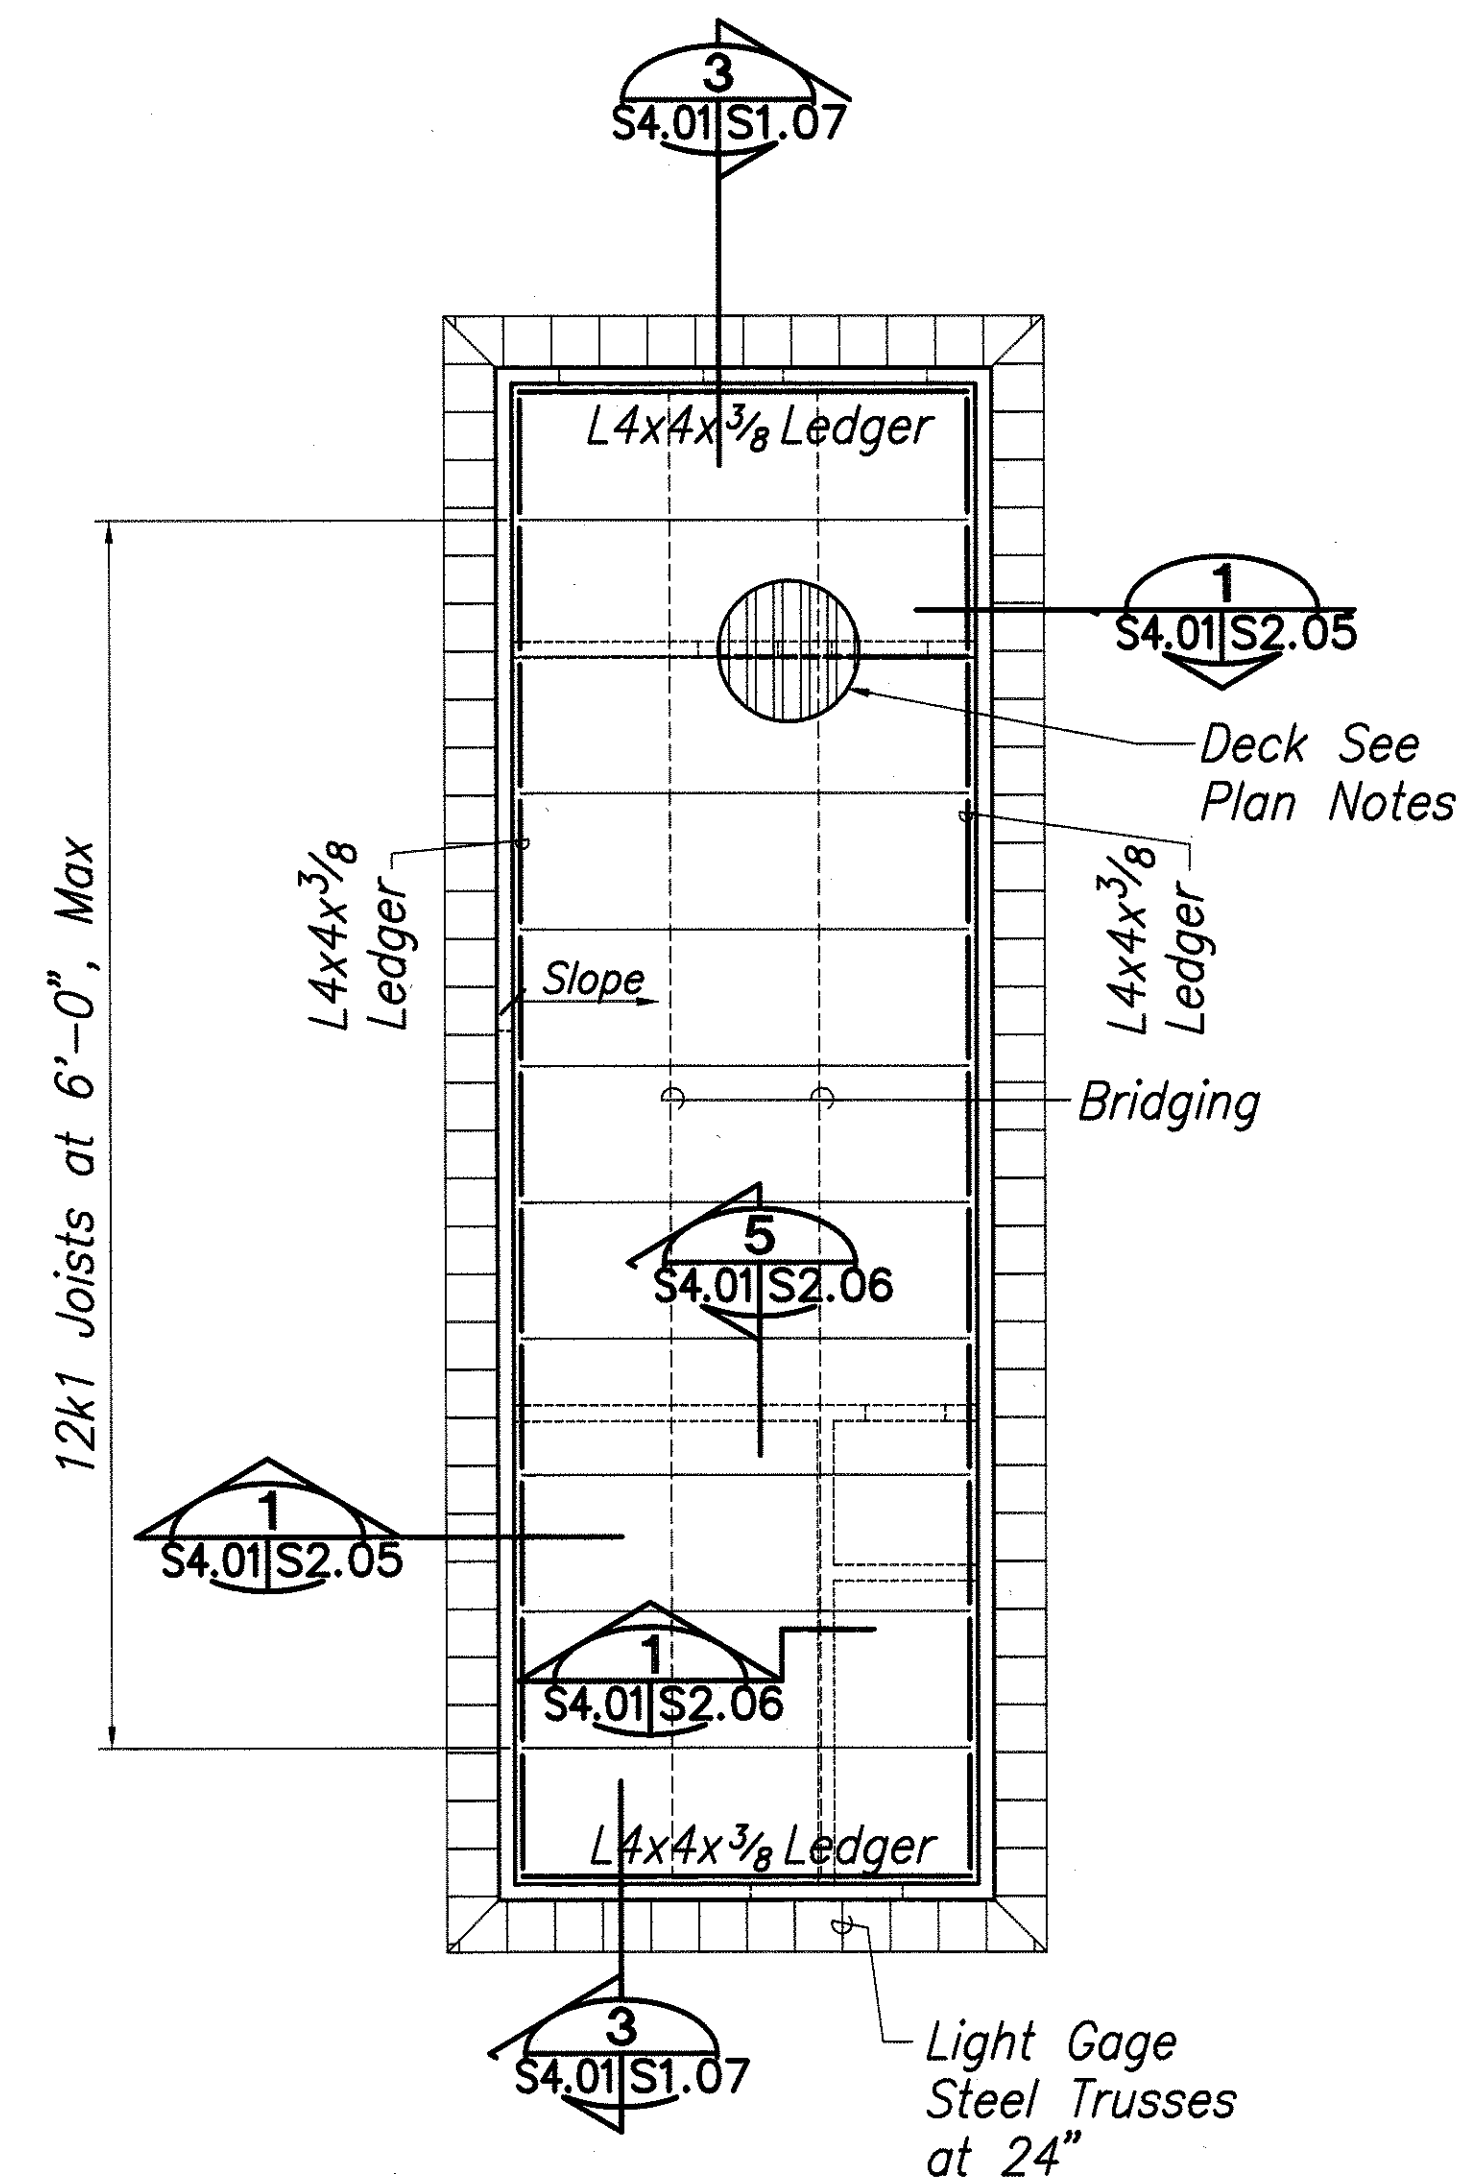 3
S4.01 S1.07
L4x4x3/8 Ledger
1
S4.01 S2.05
Deck See
Plan Notes
L4x4x3/8
Ledger
L4x4x3/8
Ledger
Slope
12k1 Joists at 6'-0", Max
Bridging
5
S4.01 S2.06
1
S4.01 S2.05
1
S4.01 S2.06
L4x4x3/8 Ledger
3
S4.01 S1.07
Light Gage
Steel Trusses
at 24"